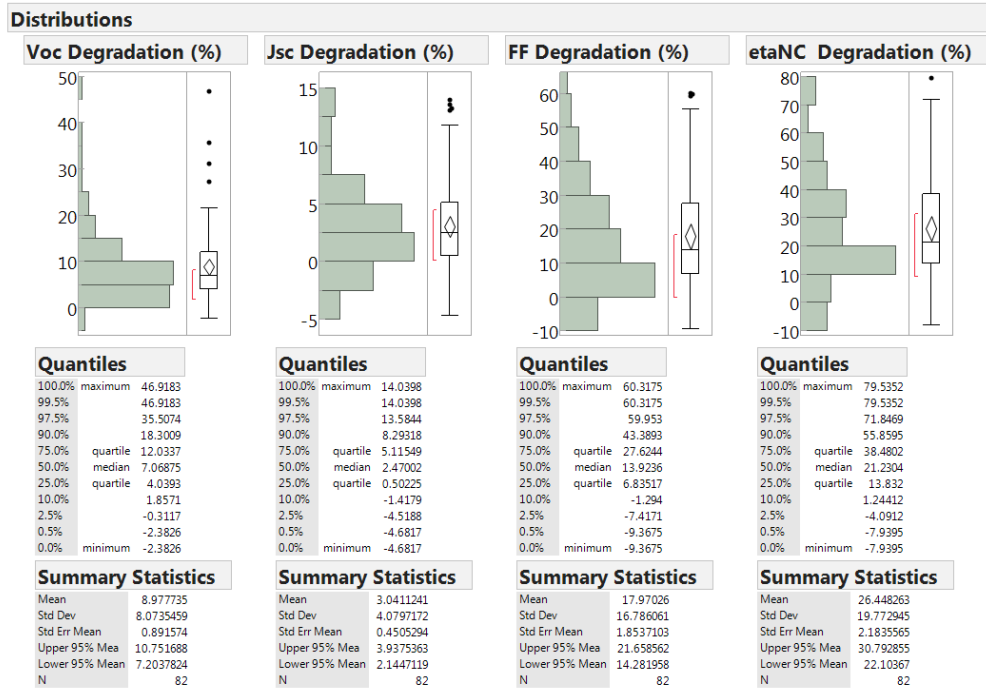 Distributions
Voc Degradation (%)
50
40
30
20
10
0
Quantiles
100.0% maximum 46.9183
99.5% 46.9183
97.5% 35.5074
90.0% 18.3009
75.0% quartile 12.0337
50.0% median 7.06875
25.0% quartile 4.0393
10.0% 1.8571
2.5% -0.3117
0.5% -2.3826
0.0% minimum -2.3826
Summary Statistics
Mean 8.977735
Std Dev 8.0735459
Std Err Mean 0.891574
Upper 95% Mea 10.751688
Lower 95% Mean 7.2037824
N 82
Jsc Degradation (%)
15
10
5
0
-5
Quantiles
100.0% maximum 14.0398
99.5% 14.0398
97.5% 13.5844
90.0% 8.29318
75.0% quartile 5.11549
50.0% median 2.47002
25.0% quartile 0.50225
10.0% -1.4179
2.5% -4.5188
0.5% -4.6817
0.0% minimum -4.6817
Summary Statistics
Mean 3.0411241
Std Dev 4.0797172
Std Err Mean 0.4505294
Upper 95% Mea 3.9375363
Lower 95% Mean 2.1447119
N 82
FF Degradation (%)
60
50
40
30
20
10
0
-10
Quantiles
100.0% maximum 60.3175
99.5% 60.3175
97.5% 59.953
90.0% 43.3893
75.0% quartile 27.6244
50.0% median 13.9236
25.0% quartile 6.83517
10.0% -1.294
2.5% -7.4171
0.5% -9.3675
0.0% minimum -9.3675
Summary Statistics
Mean 17.97026
Std Dev 16.786061
Std Err Mean 1.8537103
Upper 95% Mea 21.658562
Lower 95% Mean 14.281958
N 82
etaNC Degradation (%)
80
70
60
50
40
30
20
10
0
-10
Quantiles
100.0% maximum 79.5352
99.5% 79.5352
97.5% 71.8469
90.0% 55.8595
75.0% quartile 38.4802
50.0% median 21.2304
25.0% quartile 13.832
10.0% 1.24412
2.5% -4.0912
0.5% -7.9395
0.0% minimum -7.9395
Summary Statistics
Mean 26.448263
Std Dev 19.772945
Std Err Mean 2.1835565
Upper 95% Mea 30.792855
Lower 95% Mean 22.10367
N 82